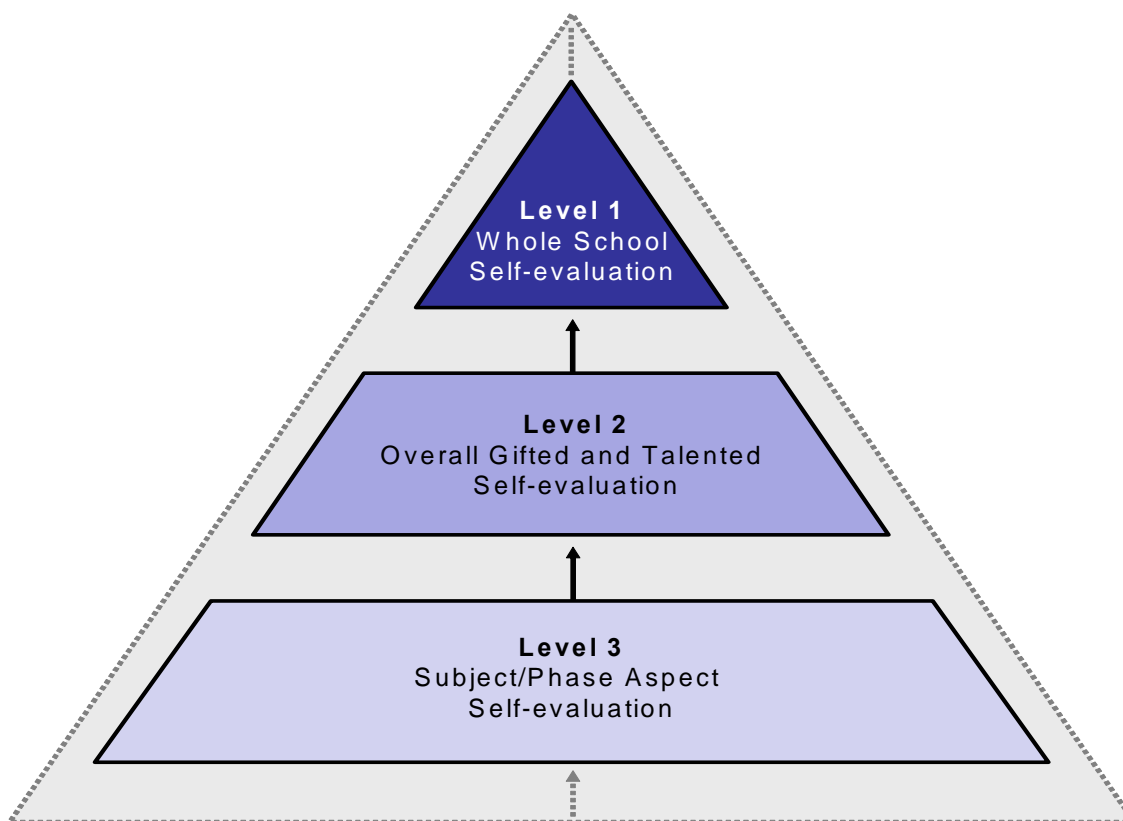 Level 1
Whole School
Self-evaluation
Level 2
Overall Gifted and Talented
Self-evaluation
Level 3
Subject/Phase Aspect
Self-evaluation